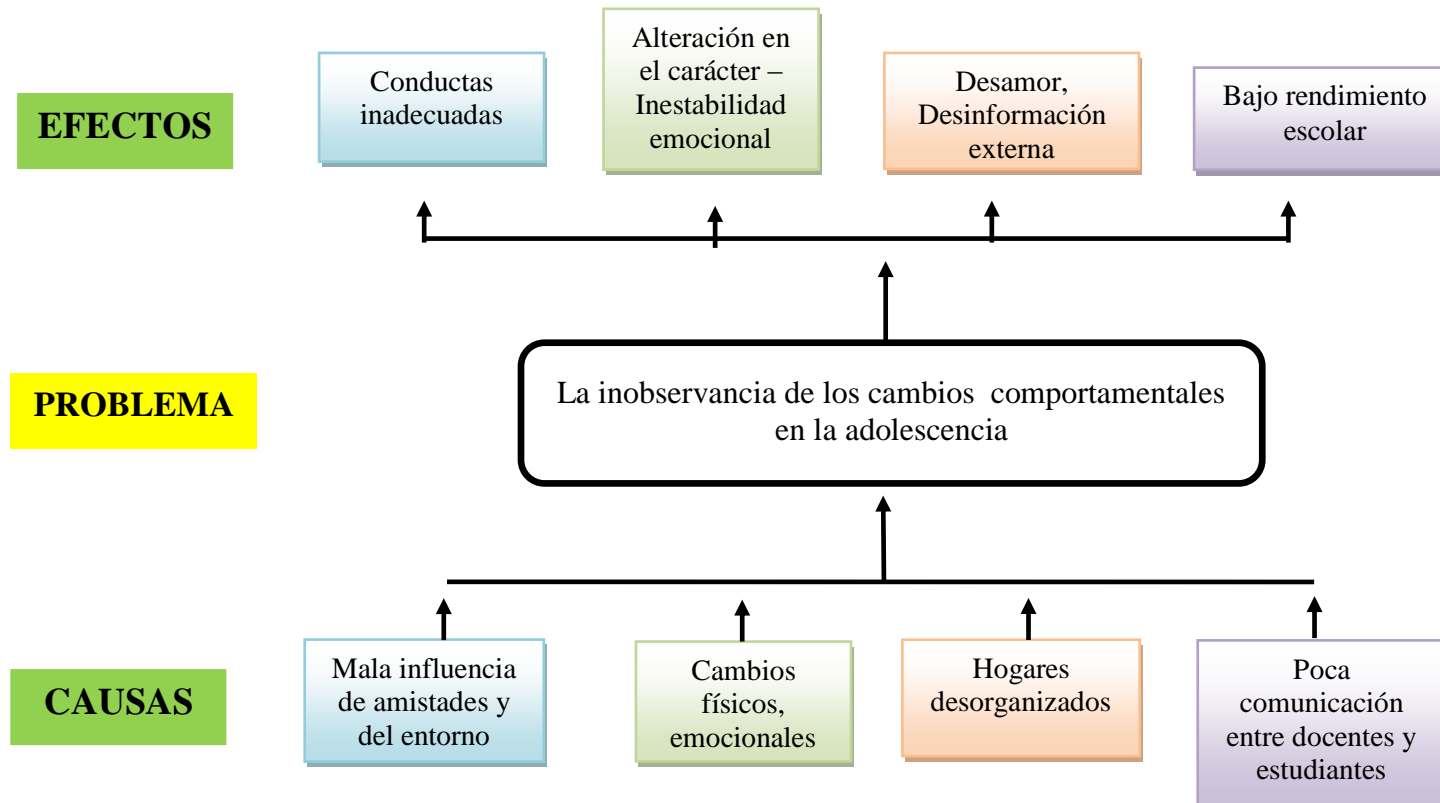 EFECTOS
Conductas
inadecuadas
Alteración en
el carácter –
Inestabilidad
emocional
Desamor,
Desinformación
externa
Bajo rendimiento
escolar
PROBLEMA
La inobservancia de los cambios comportamentales
en la adolescencia
CAUSAS
Mala influencia
de amistades y
del entorno
Cambios
físicos,
emocionales
Hogares
desorganizados
Poca
comunicación
entre docentes y
estudiantes